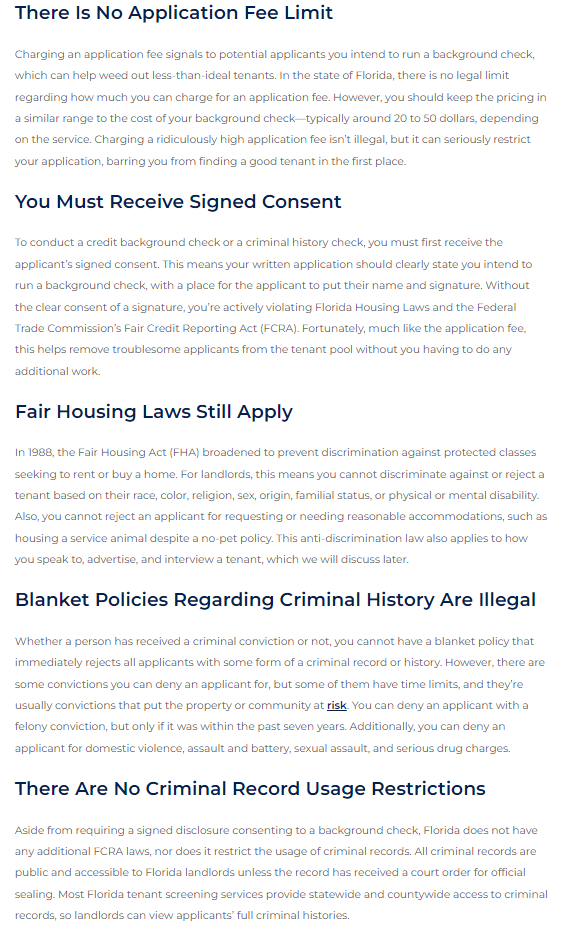 There Is No Application Fee Limit
Charging an application fee signals to potential applicants you intend to run a background check,
which can help weed out less-than-ideal tenants. In the state of Florida, there is no legal limit
regarding how much you can charge for an application fee. However, you should keep the pricing in
a similar range to the cost of your background check—typically around 20 to 50 dollars, depending
on the service. Charging a ridiculously high application fee isn't illegal, but it can seriously restrict
your application, barring you from finding a good tenant in the first place.
You Must Receive Signed Consent
To conduct a credit background check or a criminal history check, you must first receive the
applicant's signed consent. This means your written application should clearly state you intend to
run a background check, with a place for the applicant to put their name and signature. Without
the clear consent of a signature, you're actively violating Florida Housing Laws and the Federal
Trade Commission's Fair Credit Reporting Act (FCRA). Fortunately, much like the application fee,
this helps remove troublesome applicants from the tenant pool without you having to do any
additional work.
Fair Housing Laws Still Apply
In 1988, the Fair Housing Act (FHA) broadened to prevent discrimination against protected classes
seeking to rent or buy a home. For landlords, this means you cannot discriminate against or reject a
tenant based on their race, color, religion, sex, origin, familial status, or physical or mental disability.
Also, you cannot reject an applicant for requesting or needing reasonable accommodations, such as
housing a service animal despite a no-pet policy. This anti-discrimination law also applies to how
you speak to, advertise, and interview a tenant, which we will discuss later.
Blanket Policies Regarding Criminal History Are Illegal
Whether a person has received a criminal conviction or not, you cannot have a blanket policy that
immediately rejects all applicants with some form of a criminal record or history. However, there are
some convictions you can deny an applicant for, but some of them have time limits, and they're
usually convictions that put the property or community at risk. You can deny an applicant with a
felony conviction, but only if it was within the past seven years. Additionally, you can deny an
applicant for domestic violence, assault and battery, sexual assault, and serious drug charges.
There Are No Criminal Record Usage Restrictions
Aside from requiring a signed disclosure consenting to a background check, Florida does not have
any additional FCRA laws, nor does it restrict the usage of criminal records. All criminal records are
public and accessible to Florida landlords unless the record has received a court order for official
sealing. Most Florida tenant screening services provide statewide and countywide access to criminal
records, so landlords can view applicants' full criminal histories.